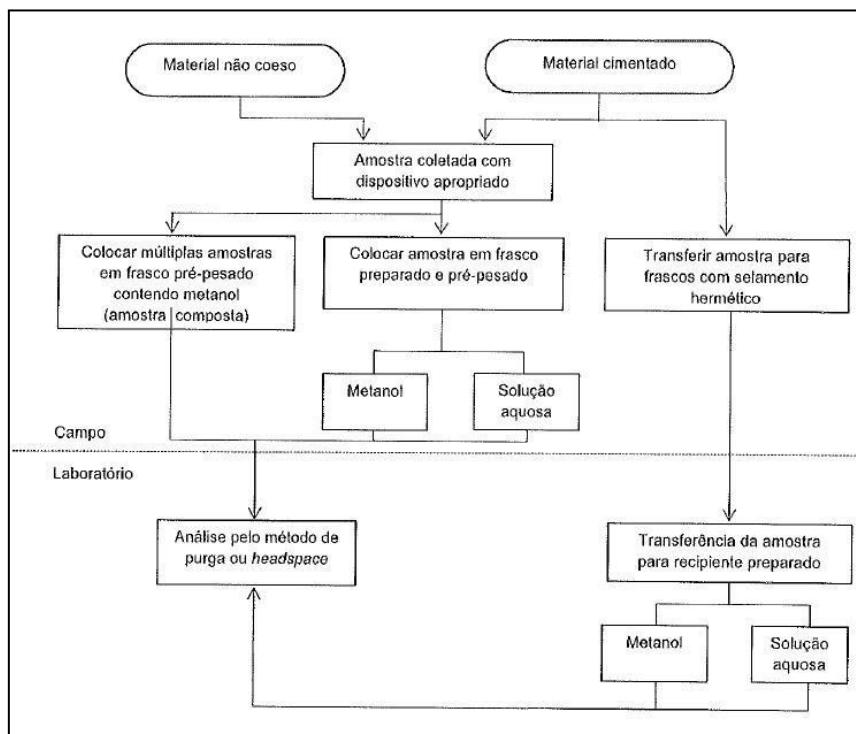 Material não coeso
Material cimentado
Amostra coletada com
dispositivo apropriado
Colocar múltiplas amostras
em frasco pré-pesado
contendo metanol
(amostra composta)
Colocar amostra em frasco
preparado e pré-pesado
Transferir amostra para
frascos com selamento
hermético
Metanol
Solução
aquosa
Campo
Laboratório
Análise pelo método de
purga ou headspace
Transferência da amostra
para recipiente preparado
Metanol
Solução
aquosa